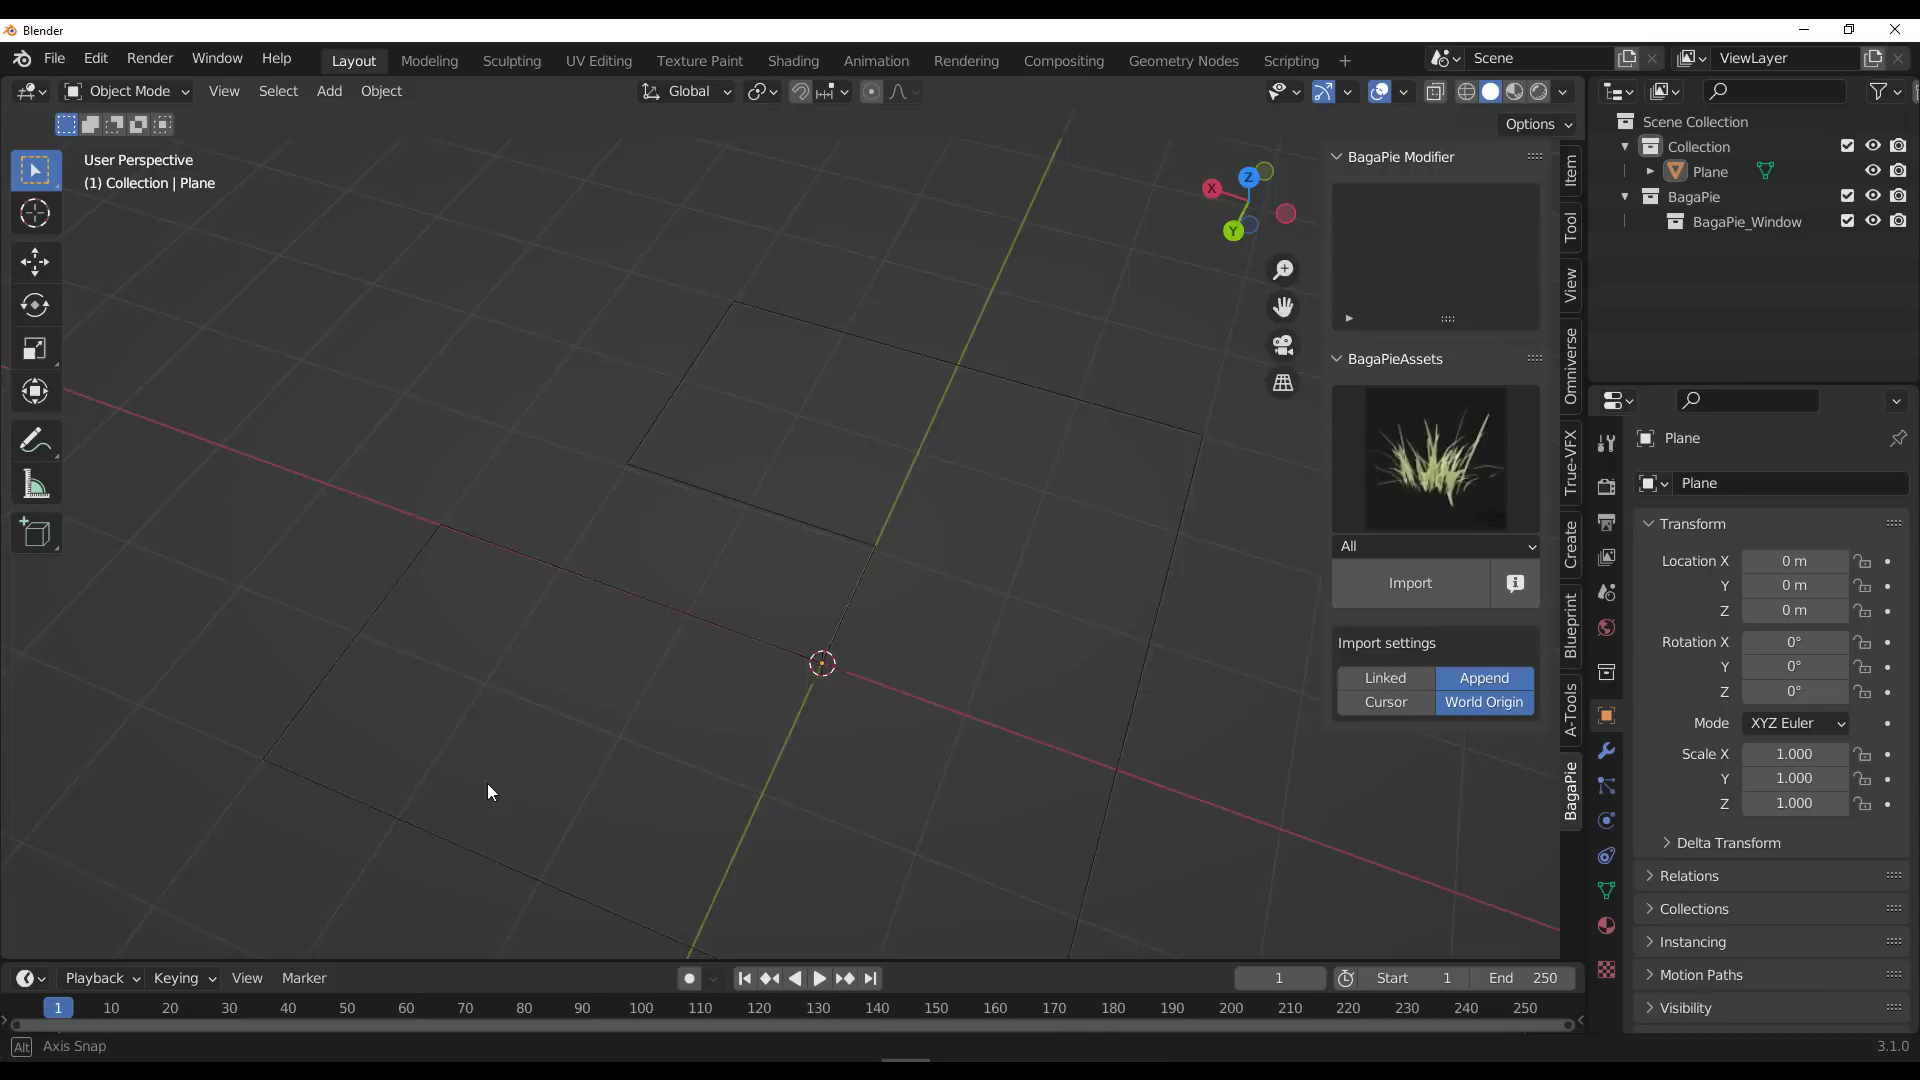 Blender
File Edit Render Window Help Layout Modeling Sculpting UV Editing Texture Paint Shading Animation Rendering Compositing Geometry Nodes Scripting + Scene ViewLayer
Object Mode View Select Add Object Global
Options
User Perspective
(1) Collection | Plane
X
Y
Z
BagaPie Modifier
BagaPieAssets
All
Import
Import settings
Linked Append
Cursor World Origin
Item
Tool
View
Omniverse
True-VFX
Create
Blueprint
A-Tools
BagaPie
Scene Collection
Collection
Plane
BagaPie
BagaPie_Window
Plane
Plane
Transform
Location X 0 m
Y 0 m
Z 0 m
Rotation X 0°
Y 0°
Z 0°
Mode XYZ Euler
Scale X 1.000
Y 1.000
Z 1.000
Delta Transform
Relations
Collections
Instancing
Motion Paths
Visibility
Playback Keying View Marker 1 Start 1 End 250
1 10 20 30 40 50 60 70 80 90 100 110 120 130 140 150 160 170 180 190 200 210 220 230 240 250
Alt Axis Snap 3.1.0